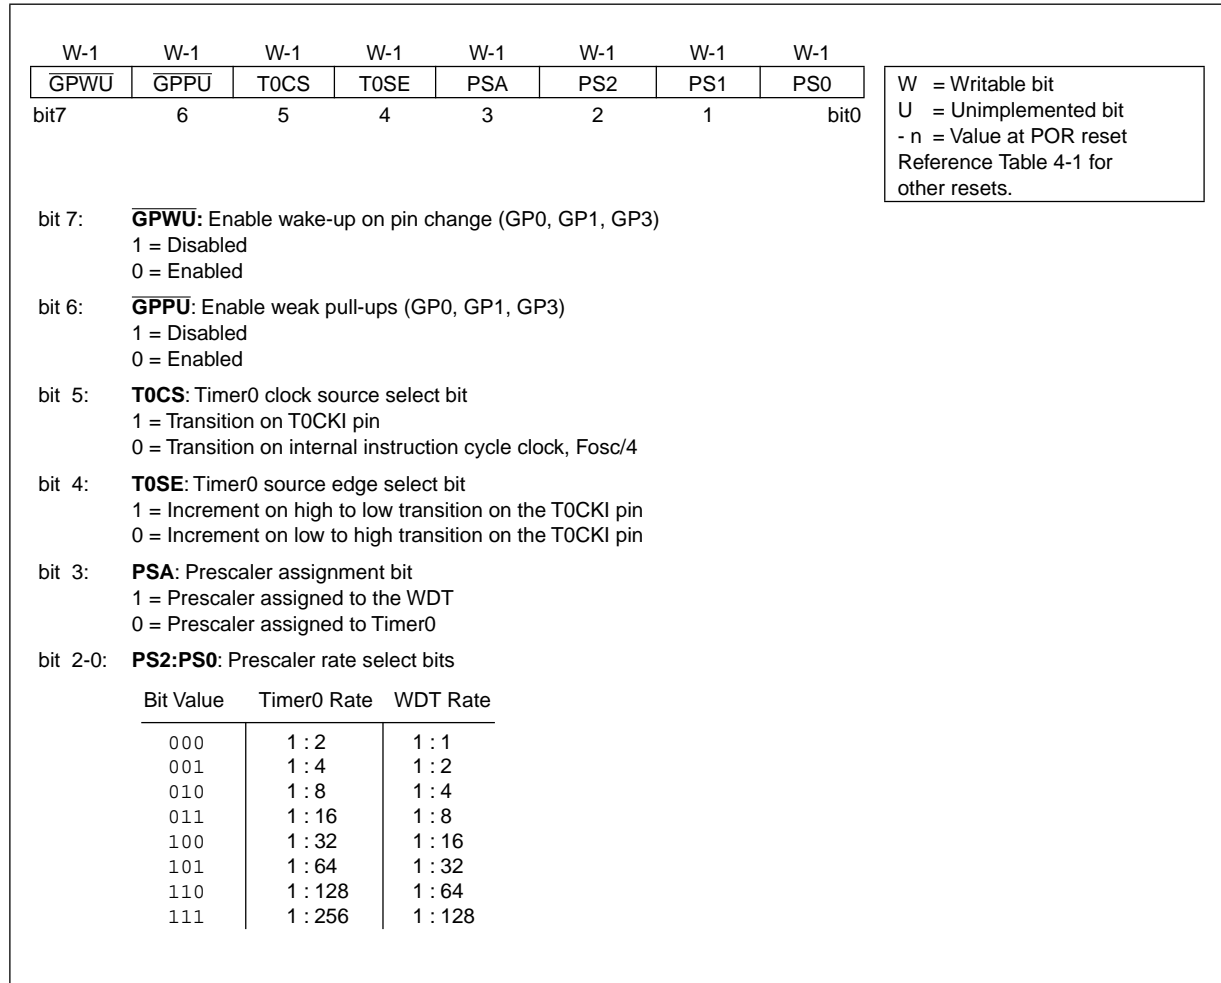 W-1 W-1 W-1 W-1 W-1 W-1 W-1 W-1
GPWU GPPU T0CS T0SE PSA PS2 PS1 PS0
bit7 6 5 4 3 2 1 bit0
W = Writable bit
U = Unimplemented bit
- n = Value at POR reset
Reference Table 4-1 for
other resets.
bit 7: GPWU: Enable wake-up on pin change (GP0, GP1, GP3)
1 = Disabled
0 = Enabled
bit 6: GPPU: Enable weak pull-ups (GP0, GP1, GP3)
1 = Disabled
0 = Enabled
bit 5: T0CS: Timer0 clock source select bit
1 = Transition on T0CKI pin
0 = Transition on internal instruction cycle clock, Fosc/4
bit 4: T0SE: Timer0 source edge select bit
1 = Increment on high to low transition on the T0CKI pin
0 = Increment on low to high transition on the T0CKI pin
bit 3: PSA: Prescaler assignment bit
1 = Prescaler assigned to the WDT
0 = Prescaler assigned to Timer0
bit 2-0: PS2:PS0: Prescaler rate select bits
Bit Value Timer0 Rate WDT Rate
000 1 : 2 1 : 1
001 1 : 4 1 : 2
010 1 : 8 1 : 4
011 1 : 16 1 : 8
100 1 : 32 1 : 16
101 1 : 64 1 : 32
110 1 : 128 1 : 64
111 1 : 256 1 : 128